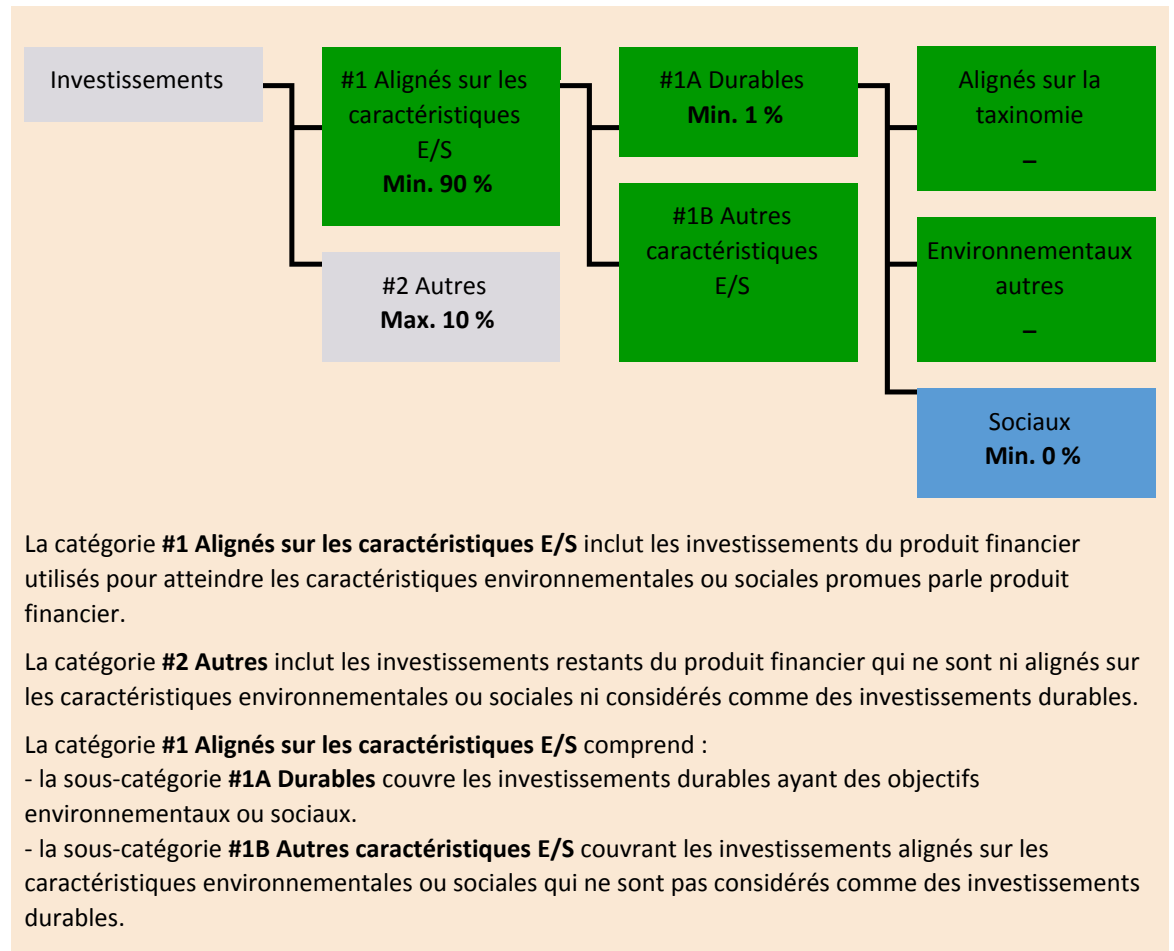 Investissements
#1 Alignés sur les
caractéristiques
E/S
Min. 90 %
#2 Autres
Max. 10 %
#1A Durables
Min. 1 %
#1B Autres
caractéristiques
E/S
Alignés sur la
taxinomie
–
Environnementaux
autres
–
Sociaux
Min. 0 %
La catégorie #1 Alignés sur les caractéristiques E/S inclut les investissements du produit financier
utilisés pour atteindre les caractéristiques environnementales ou sociales promues parle produit
financier.
La catégorie #2 Autres inclut les investissements restants du produit financier qui ne sont ni alignés sur
les caractéristiques environnementales ou sociales ni considérés comme des investissements durables.
La catégorie #1 Alignés sur les caractéristiques E/S comprend :
- la sous-catégorie #1A Durables couvre les investissements durables ayant des objectifs
environnementaux ou sociaux.
- la sous-catégorie #1B Autres caractéristiques E/S couvrant les investissements alignés sur les
caractéristiques environnementales ou sociales qui ne sont pas considérés comme des investissements
durables.